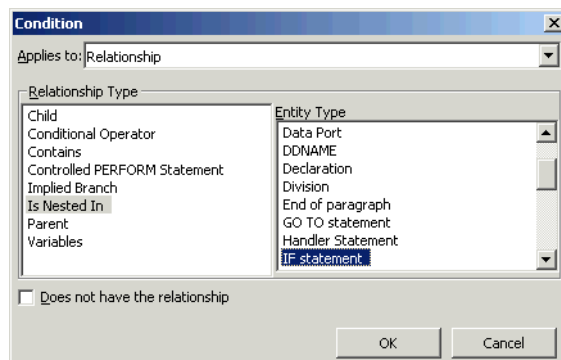 Condition
Applies to: Relationship
Relationship Type
Child
Conditional Operator
Contains
Controlled PERFORM Statement
Implied Branch
Is Nested In
Parent
Variables
Entity Type
Data Port
DDNAME
Declaration
Division
End of paragraph
GO TO statement
Handler Statement
IF statement
Does not have the relationship
OK Cancel